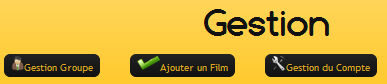 Gestion
Gestion Groupe
Ajouter un Film
Gestion du Compte